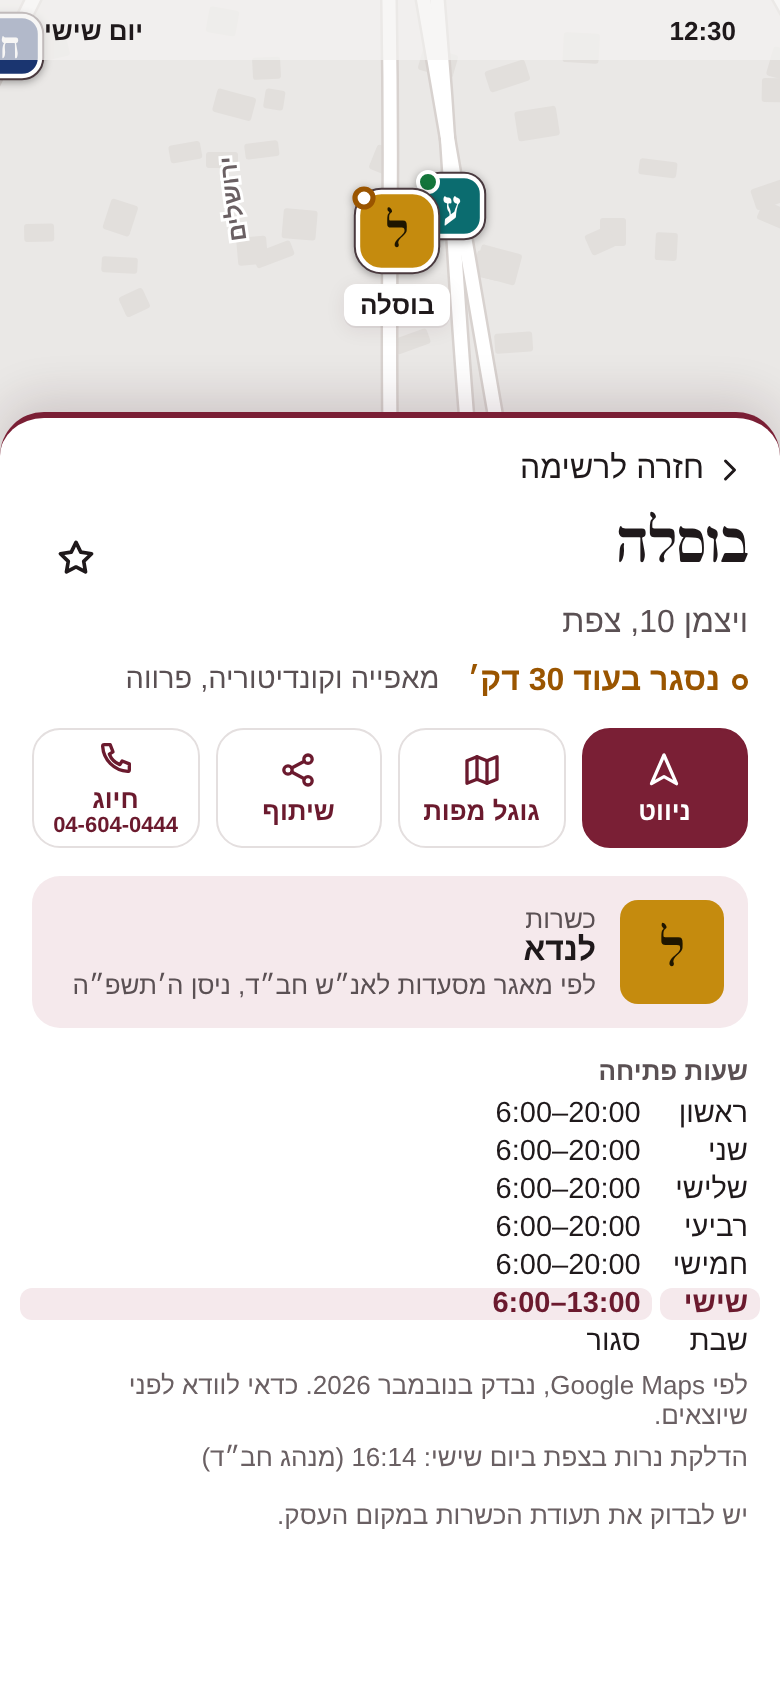 12:30
יום שישי
ח
ירושלים
ע
ל
בוסלה
חזרה לרשימה
בוסלה
ויצמן 10, צפת
נסגר בעוד 30 דק׳
מאפייה וקונדיטוריה, פרווה
ניווט
גוגל מפות
שיתוף
חיוג
04-604-0444
ל
כשרות
לנדא
לפי מאגר מסעדות לאנ״ש חב״ד, ניסן ה׳תשפ״ה
שעות פתיחה
ראשון 6:00–20:00
שני 6:00–20:00
שלישי 6:00–20:00
רביעי 6:00–20:00
חמישי 6:00–20:00
שישי 6:00–13:00
שבת סגור
לפי Google Maps, נבדק בנובמבר 2026. כדאי לוודא לפני
שיוצאים.
הדלקת נרות בצפת ביום שישי: 16:14 (מנהג חב״ד)
יש לבדוק את תעודת הכשרות במקום העסק.